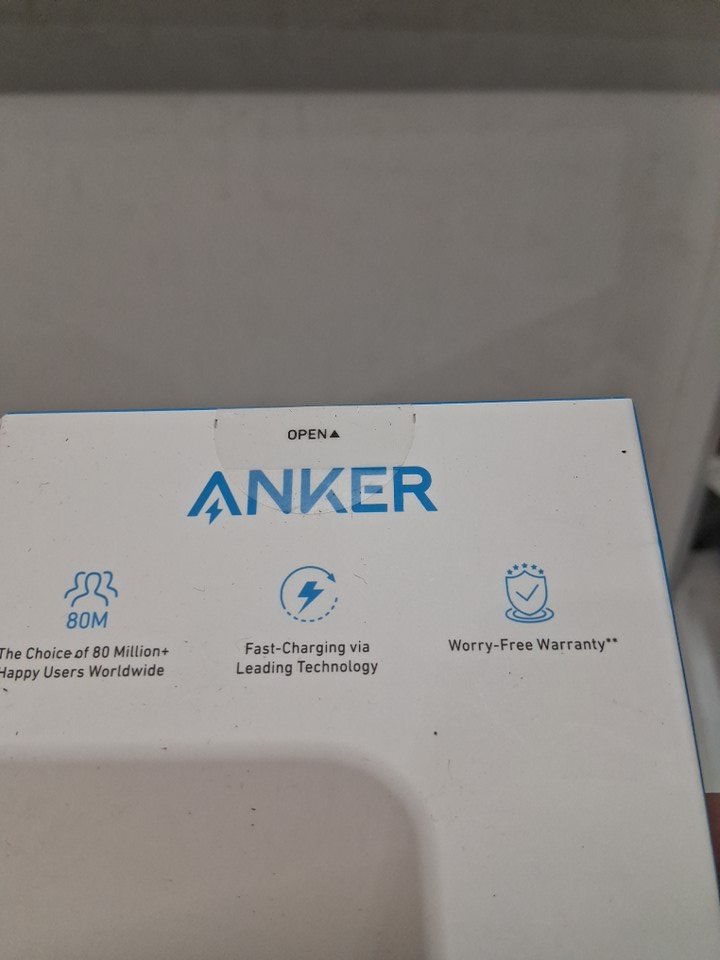 OPEN▲
ANKER
80M
The Choice of 80 Million+
Happy Users Worldwide
Fast-Charging via
Leading Technology
Worry-Free Warranty**